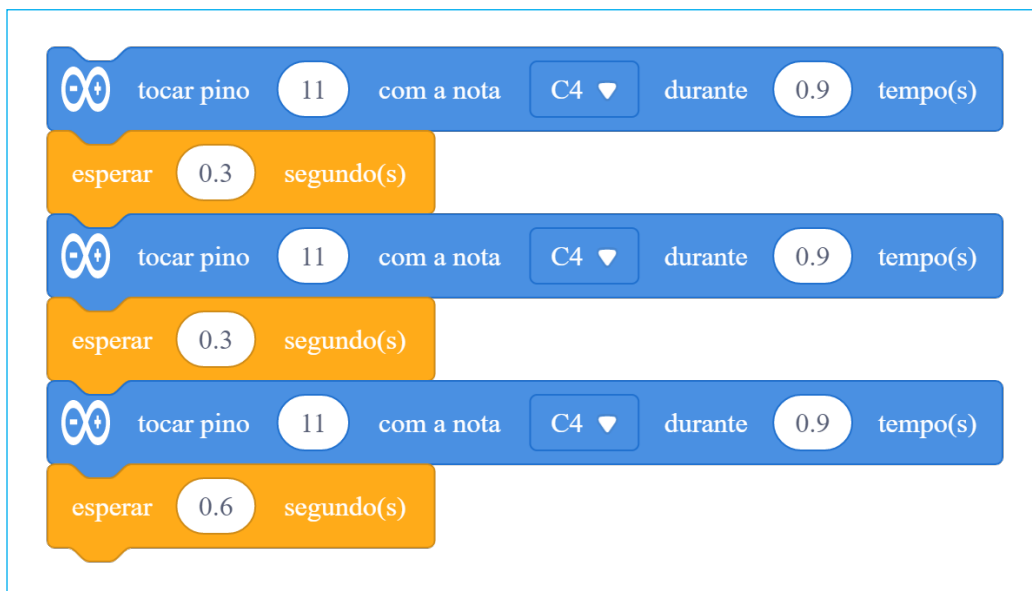 tocar pino 11 com a nota C4 durante 0.9 tempo(s)
esperar 0.3 segundo(s)
tocar pino 11 com a nota C4 durante 0.9 tempo(s)
esperar 0.3 segundo(s)
tocar pino 11 com a nota C4 durante 0.9 tempo(s)
esperar 0.6 segundo(s)